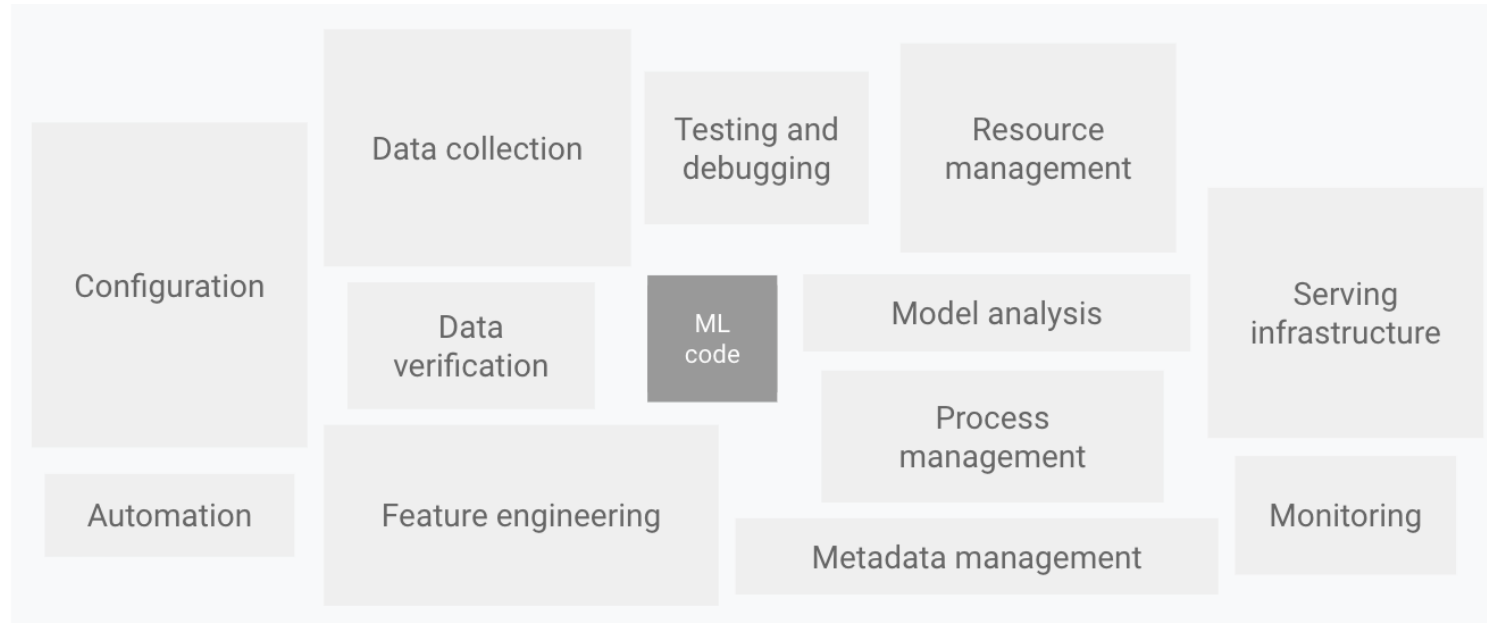 Data collection
Testing and
debugging
Resource
management
Configuration
Data
verification
ML
code
Model analysis
Serving
infrastructure
Process
management
Automation
Feature engineering
Metadata management
Monitoring